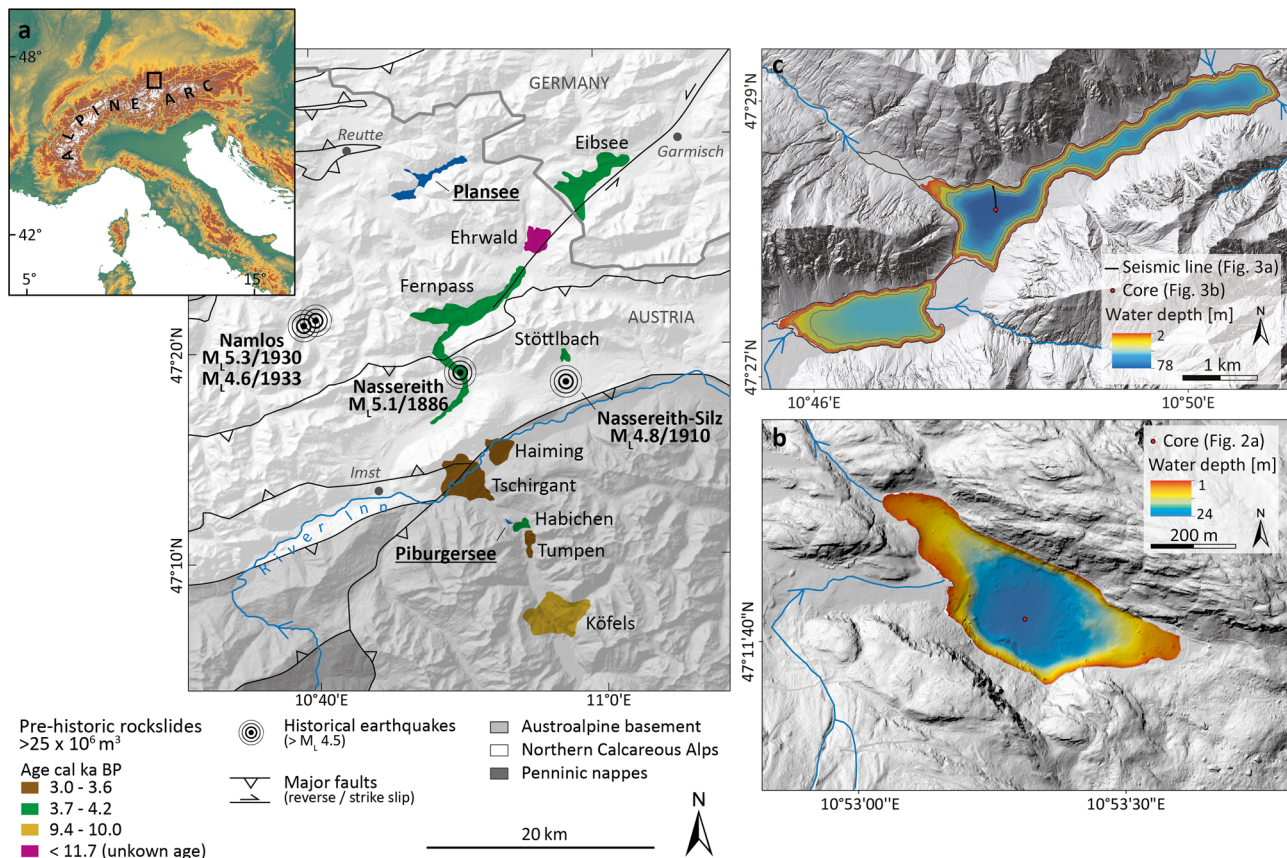 a
48°
42°
5°
15°
ALPINE ARC
GERMANY
Reutte
Garmisch
Eibsee
Plansee
Ehrwald
Fernpass
AUSTRIA
Stöttlbach
Namlos
ML5.3/1930
ML4.6/1933
Nassereith
ML5.1/1886
Nassereith-Silz
ML4.8/1910
Haiming
Imst
Tschirgant
River Inn
Habichen
Piburgersee
Tumpen
Köfels
47°20'N
47°10'N
10°40'E
11°0'E
Pre-historic rockslides
>25 x 10⁶ m³
Age cal ka BP
3.0 - 3.6
3.7 - 4.2
9.4 - 10.0
< 11.7 (unkown age)
Historical earthquakes
(> ML 4.5)
Major faults
(reverse / strike slip)
Austroalpine basement
Northern Calcareous Alps
Penninic nappes
20 km
N
c
47°29'N
47°27'N
10°46'E
10°50'E
Seismic line (Fig. 3a)
Core (Fig. 3b)
Water depth [m]
2
78
N
1 km
b
Core (Fig. 2a)
Water depth [m]
1
24
N
200 m
47°11'40"N
10°53'00"E
10°53'30"E